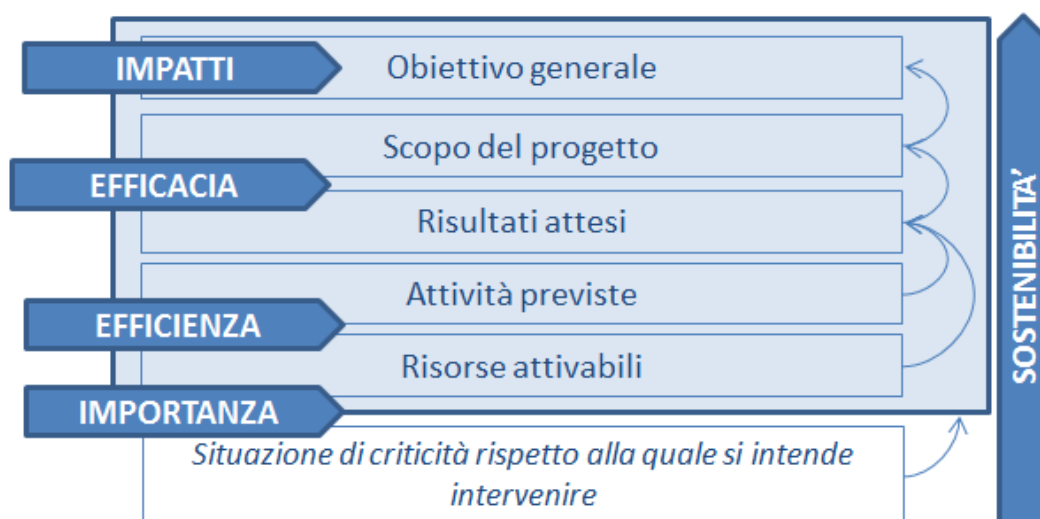 IMPATTI
Obiettivo generale
Scopo del progetto
EFFICACIA
Risultati attesi
Attività previste
EFFICIENZA
Risorse attivabili
IMPORTANZA
Situazione di criticità rispetto alla quale si intende
intervenire
SOSTENIBILITA’